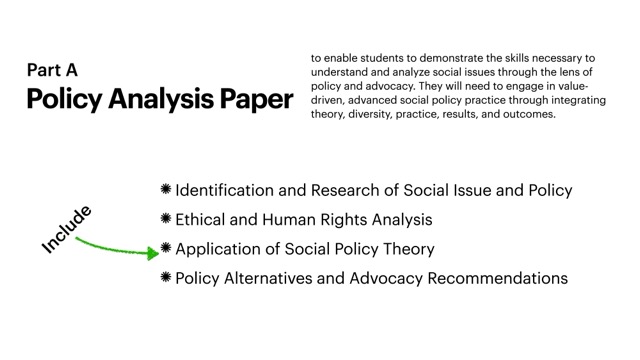 Part A
Policy Analysis Paper
to enable students to demonstrate the skills necessary to
understand and analyze social issues through the lens of
policy and advocacy. They will need to engage in value-
driven, advanced social policy practice through integrating
theory, diversity, practice, results, and outcomes.
Include
✹ Identification and Research of Social Issue and Policy
✹ Ethical and Human Rights Analysis
✹ Application of Social Policy Theory
✹ Policy Alternatives and Advocacy Recommendations